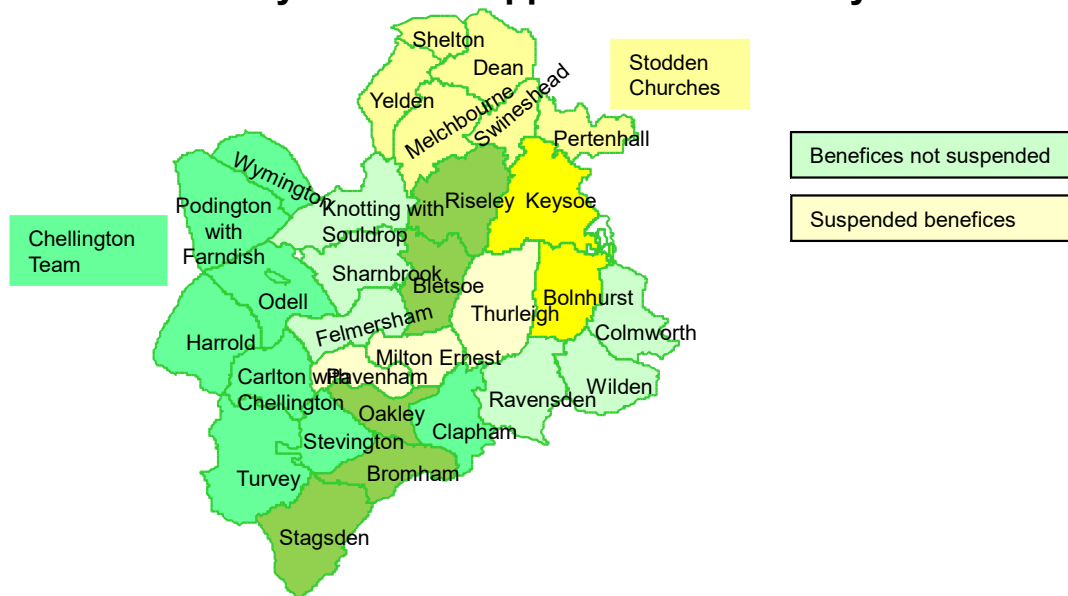 Shelton
Dean
Stodden
Churches
Yelden
Melchbourne
Swineshead
Pertenhall
Benefices not suspended
Wymington
Riseley
Keysoe
Podington
with
Farndish
Knotting with
Souldrop
Suspended benefices
Chellington
Team
Sharnbrook
Bletsoe
Odell
Bolnhurst
Thurleigh
Felmersham
Colmworth
Harrold
Milton Ernest
Carlton with
Chellington
Pavenham
Wilden
Ravensden
Oakley
Stevington
Clapham
Turvey
Bromham
Stagsden